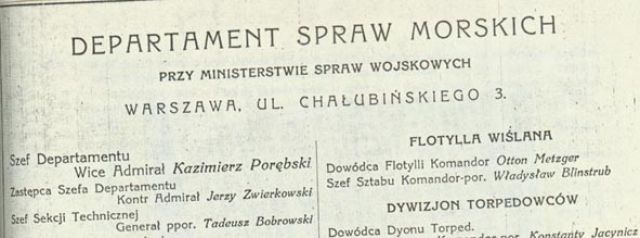 DEPARTAMENT SPRAW MORSKICH
PRZY MINISTERSTWIE SPRAW WOJSKOWYCH
WARSZAWA, UL. CHAŁUBIŃSKIEGO 3.
Szef Departamentu
Wice Admirał Kazimierz Porębski
Zastępca Szefa Departamentu
Kontr Admirał Jerzy Zwierkowski
Szef Sekcji Technicznej
Generał ppor. Tadeusz Bobrowski
FLOTYLLA WIŚLANA
Dowódca Flotylli Komandor Otton Metzger
Szef Sztabu Komandor-por. Władysław Blinstrub
DYWIZJON TORPEDOWCÓW
Dowódca Dyonu Torped.
Komandor-por. Konstanty Jacynicz